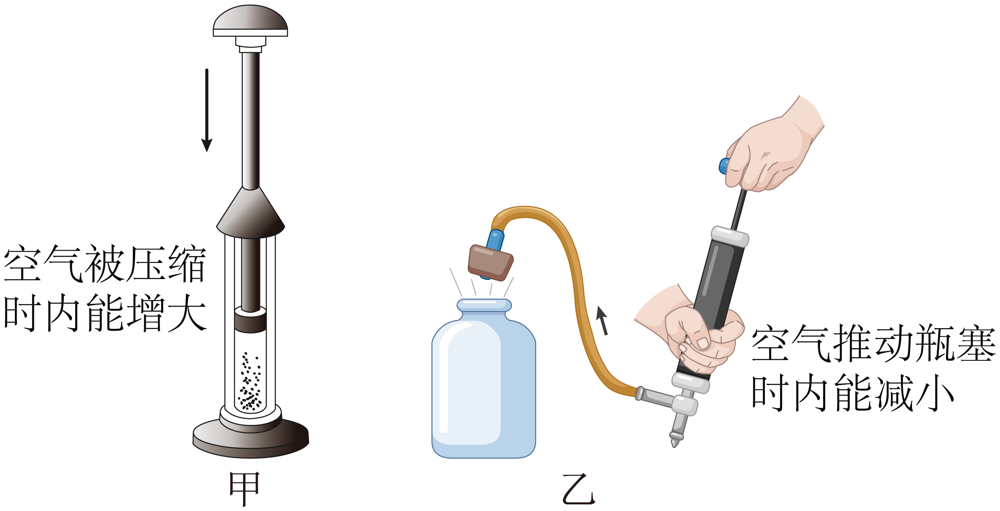 空气被压缩
时内能增大
空气推动瓶塞
时内能减小
甲
乙